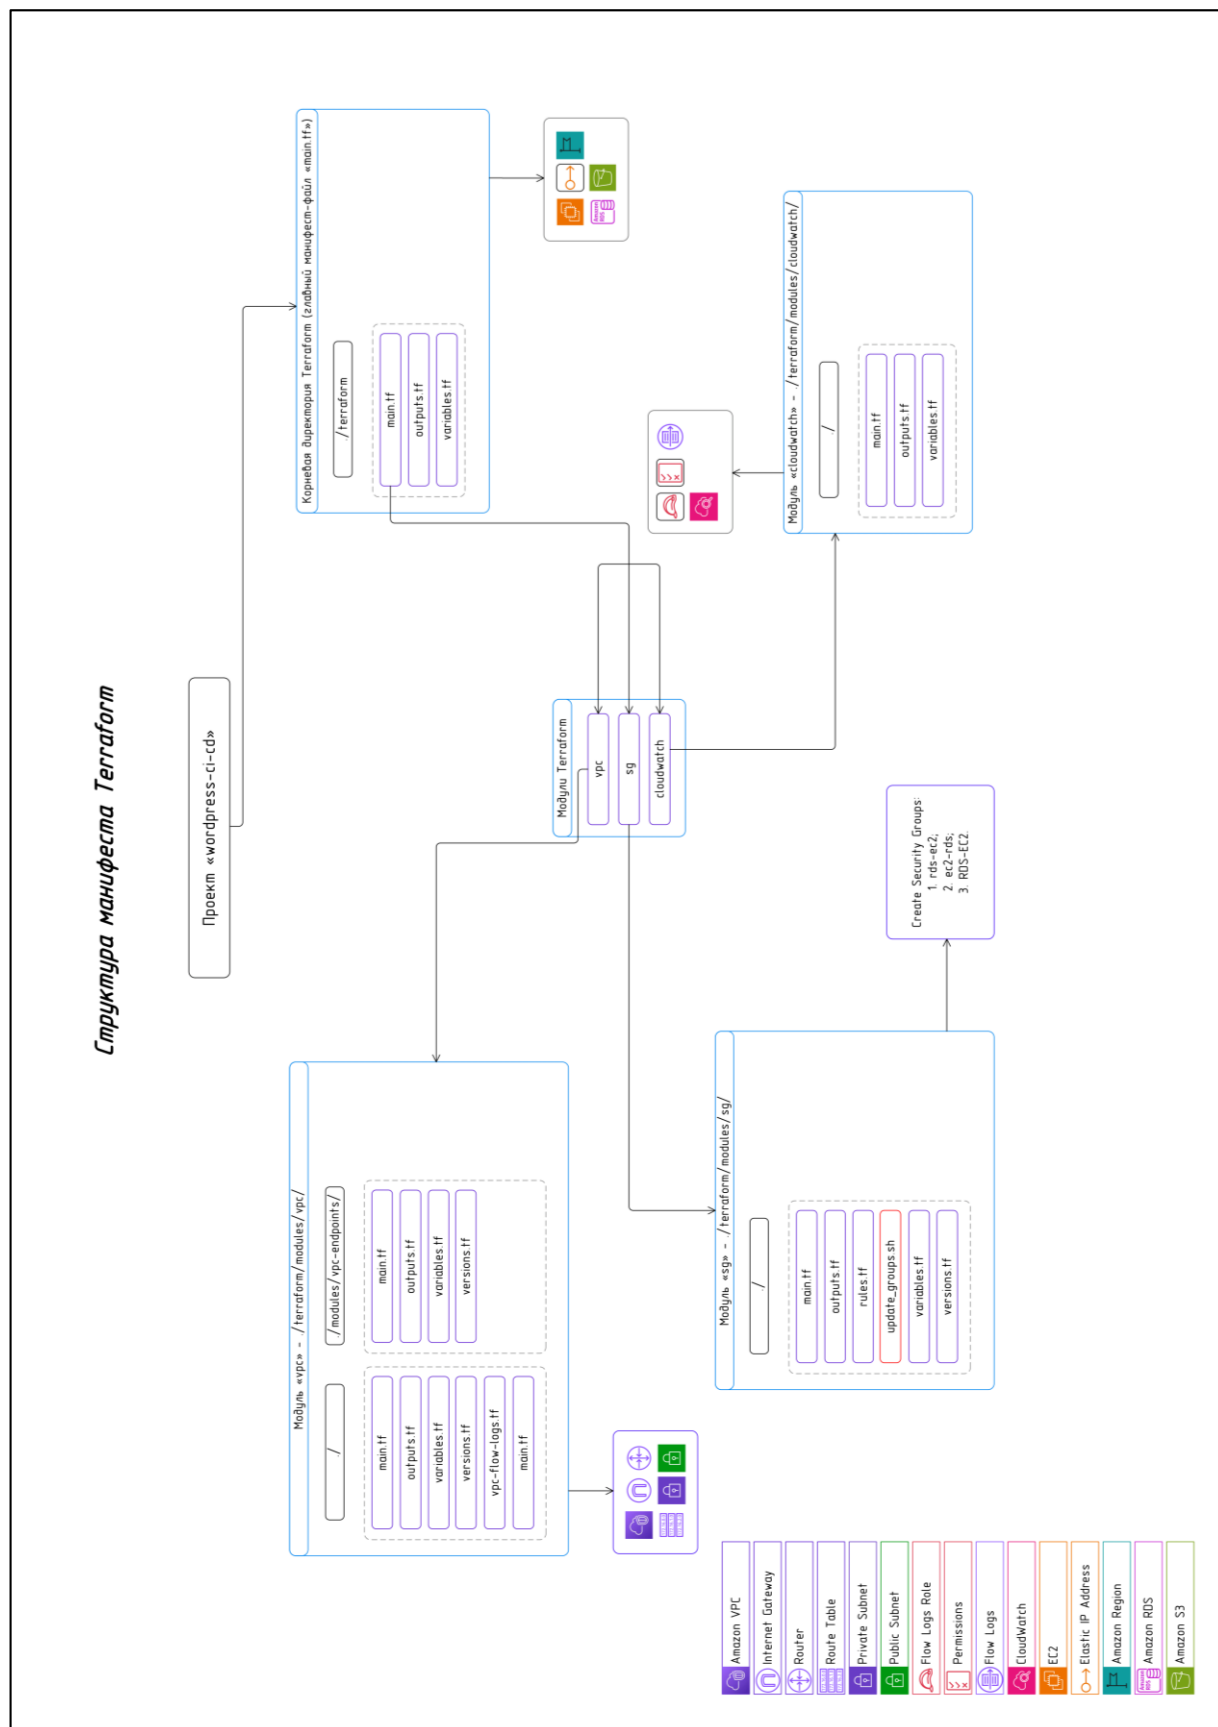 Структура манифеста Terraform
Проект «wordpress-ci-cd»
Модуль «vpc» - ./terraform/modules/vpc/
./
main.tf
outputs.tf
variables.tf
versions.tf
vpc-flow-logs.tf
main.tf
./modules/vpc-endpoints/
main.tf
outputs.tf
variables.tf
versions.tf
Корневая директория Terraform (главный манифест-файл «main.tf»)
./terraform
main.tf
outputs.tf
variables.tf
Amazon
RDS
Модули Terraform
vpc
sg
cloudwatch
Модуль «sg» - ./terraform/modules/sg/
./
main.tf
outputs.tf
rules.tf
update_groups.sh
variables.tf
versions.tf
Create Security Groups:
1. rds-ec2;
2. ec2-rds;
3. RDS-EC2.
Модуль «cloudwatch» - ./terraform/modules/cloudwatch/
./
main.tf
outputs.tf
variables.tf
Amazon VPC
Internet Gateway
Router
Route Table
Private Subnet
Public Subnet
Flow Logs Role
Permissions
Flow Logs
CloudWatch
EC2
Elastic IP Address
Amazon Region
Amazon
RDS
Amazon RDS
Amazon S3